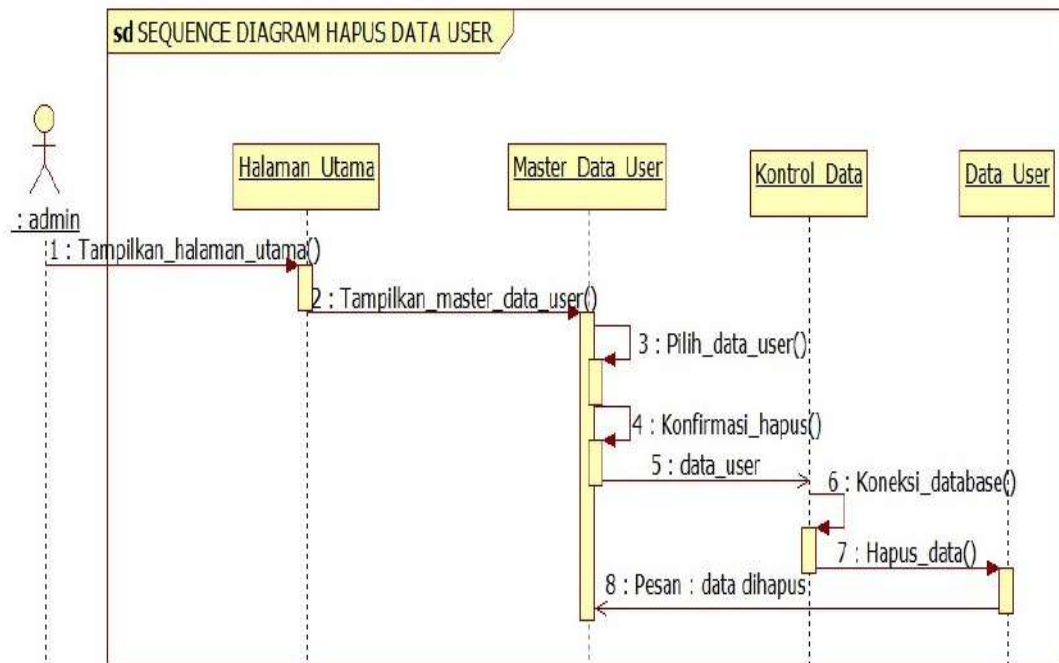 sd SEQUENCE DIAGRAM HAPUS DATA USER
: admin
Halaman_Utama
Master_Data_User
Kontrol_Data
Data_User
1 : Tampilkan_halaman_utama()
2 : Tampilkan_master_data_user()
3 : Pilih_data_user()
4 : Konfirmasi_hapus()
5 : data_user
6 : Koneksi_database()
7 : Hapus_data()
8 : Pesan : data dihapus